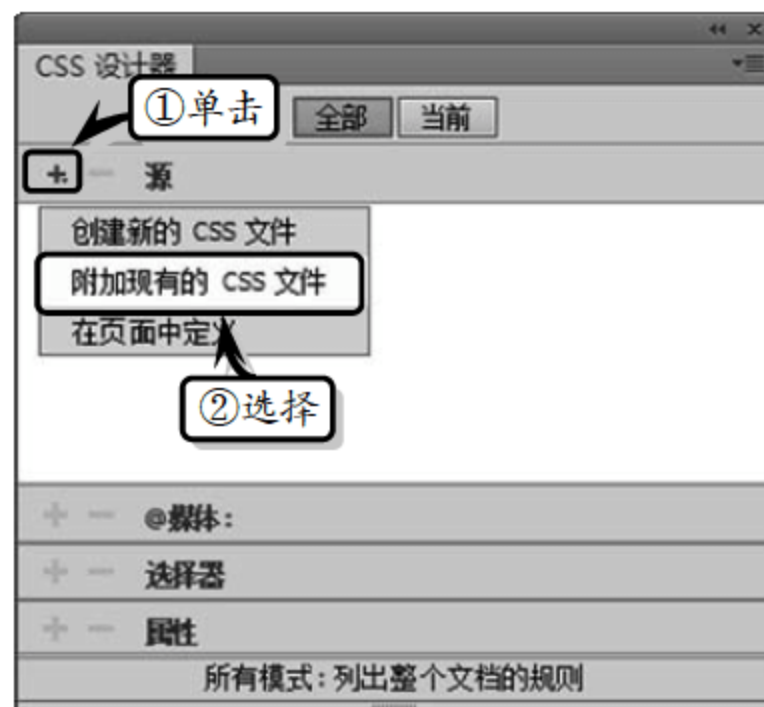 CSS 设计器
①单击
全部 当前
源
创建新的 CSS 文件
附加现有的 CSS 文件
在页面中定义
②选择
@媒体:
选择器
属性
所有模式:列出整个文档的规则